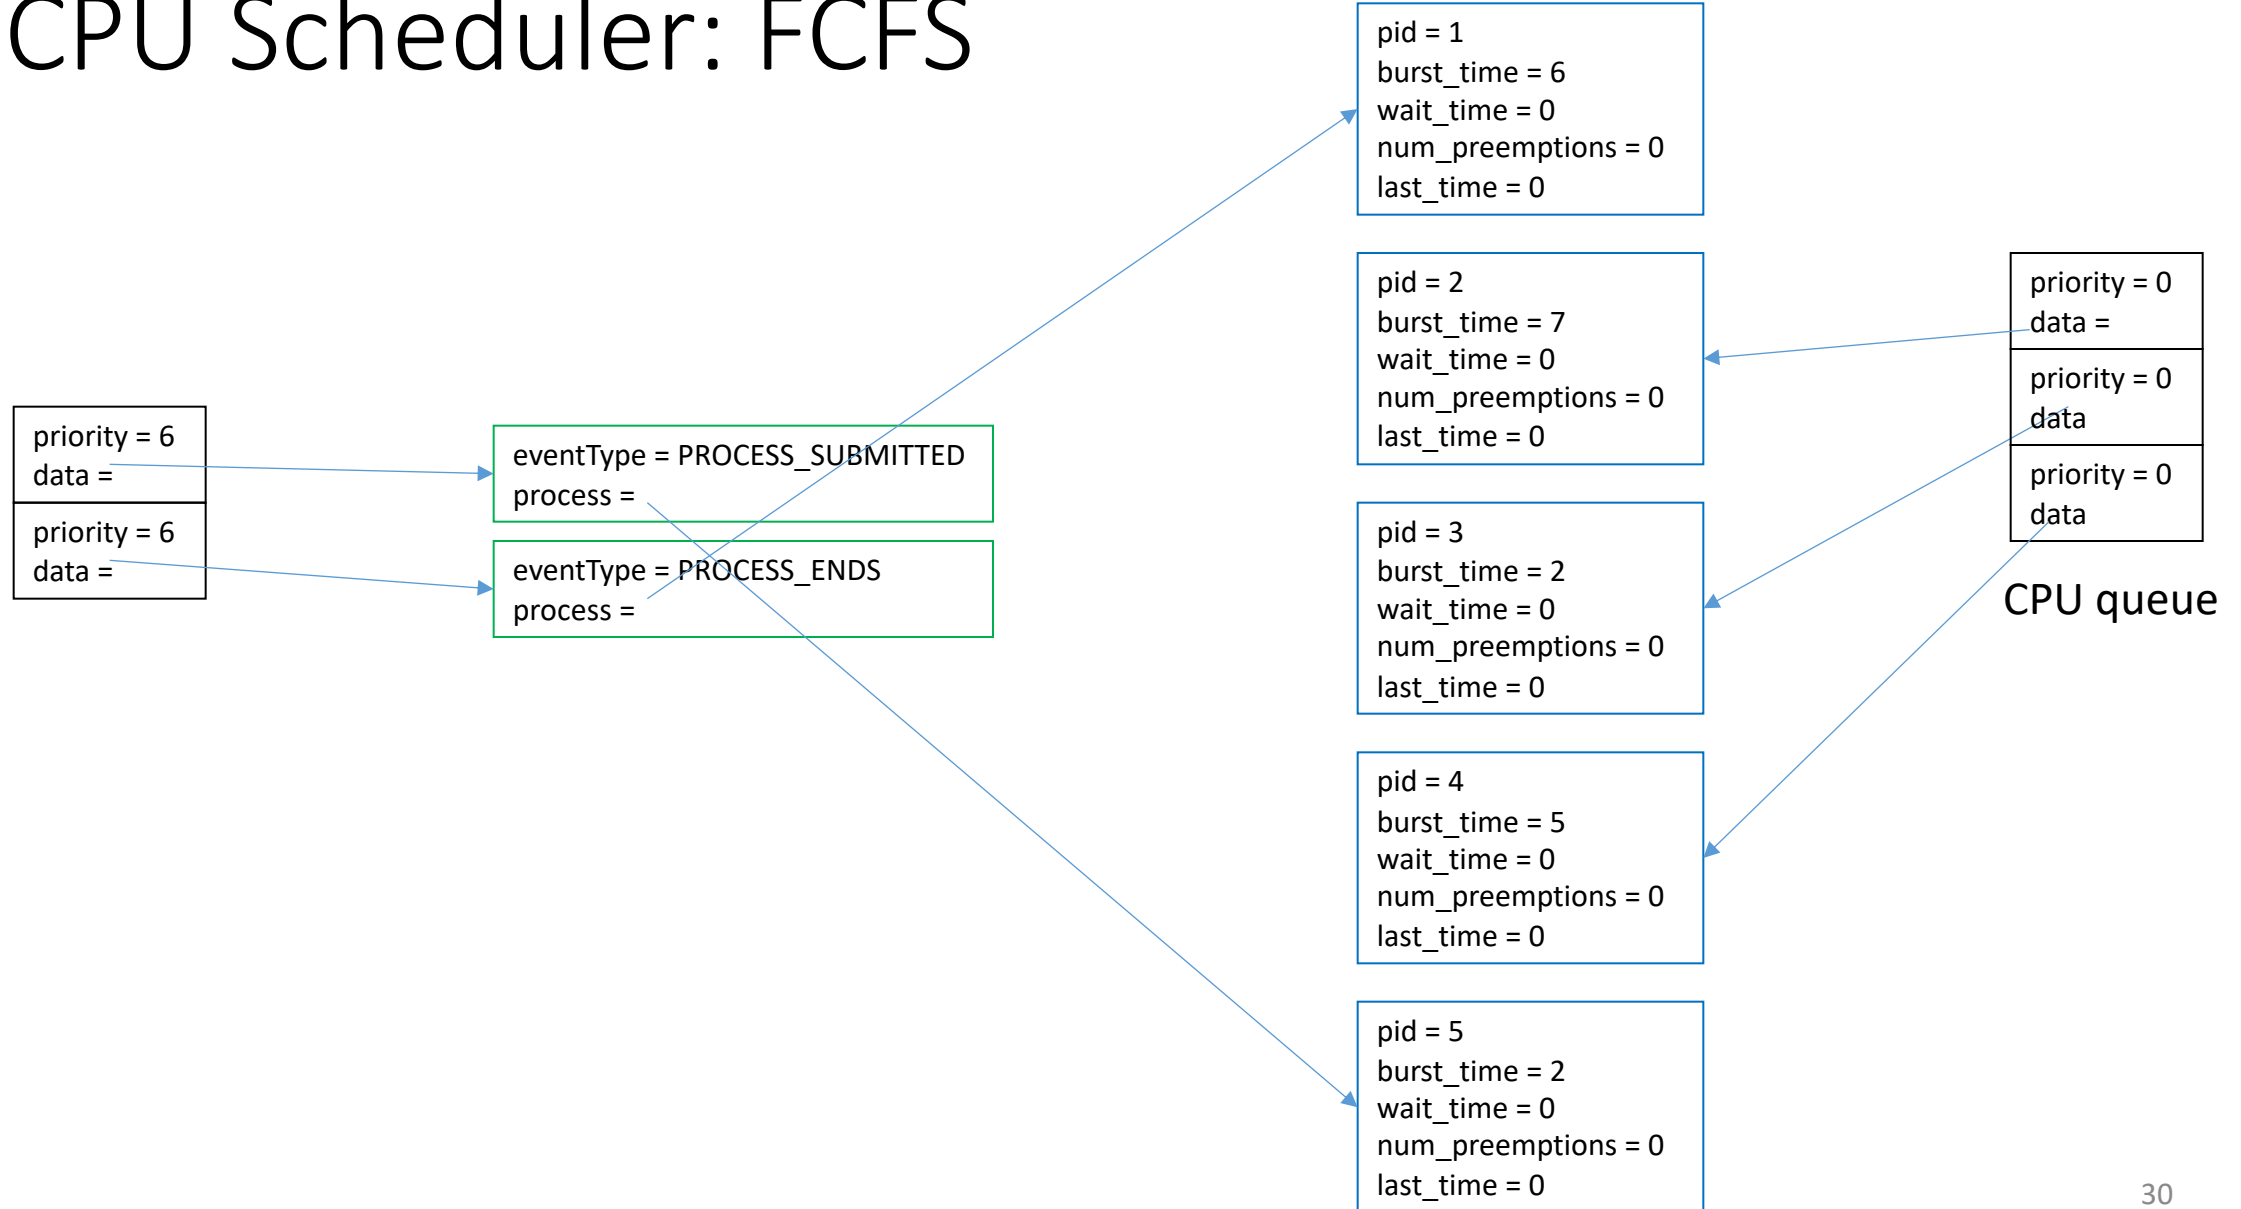 CPU Scheduler: FCFS
priority = 6
data =
priority = 6
data =
eventType = PROCESS_SUBMITTED
process =
eventType = PROCESS_ENDS
process =
pid = 1
burst_time = 6
wait_time = 0
num_preemptions = 0
last_time = 0
pid = 2
burst_time = 7
wait_time = 0
num_preemptions = 0
last_time = 0
pid = 3
burst_time = 2
wait_time = 0
num_preemptions = 0
last_time = 0
pid = 4
burst_time = 5
wait_time = 0
num_preemptions = 0
last_time = 0
pid = 5
burst_time = 2
wait_time = 0
num_preemptions = 0
last_time = 0
priority = 0
data =
priority = 0
data
priority = 0
data
CPU queue
30